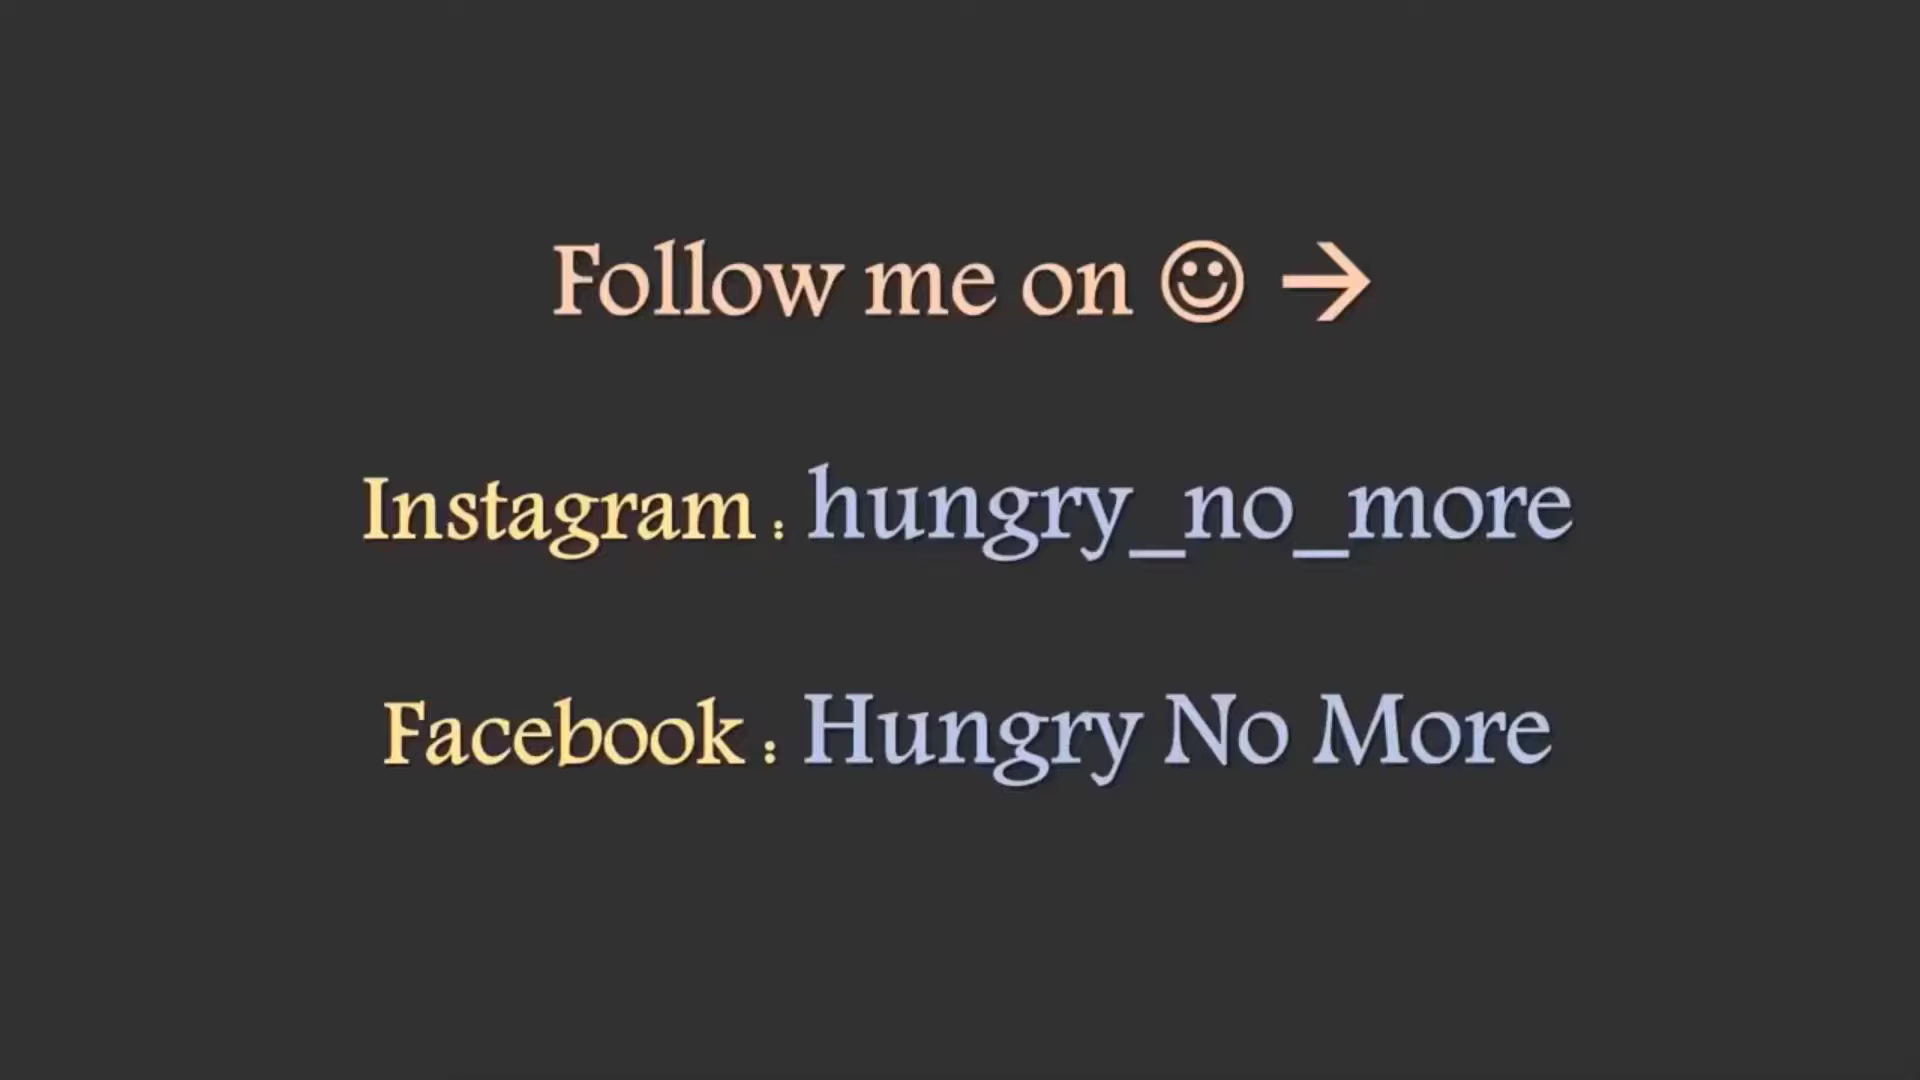 Follow me on ☺ →
Instagram : hungry_no_more
Facebook : Hungry No More